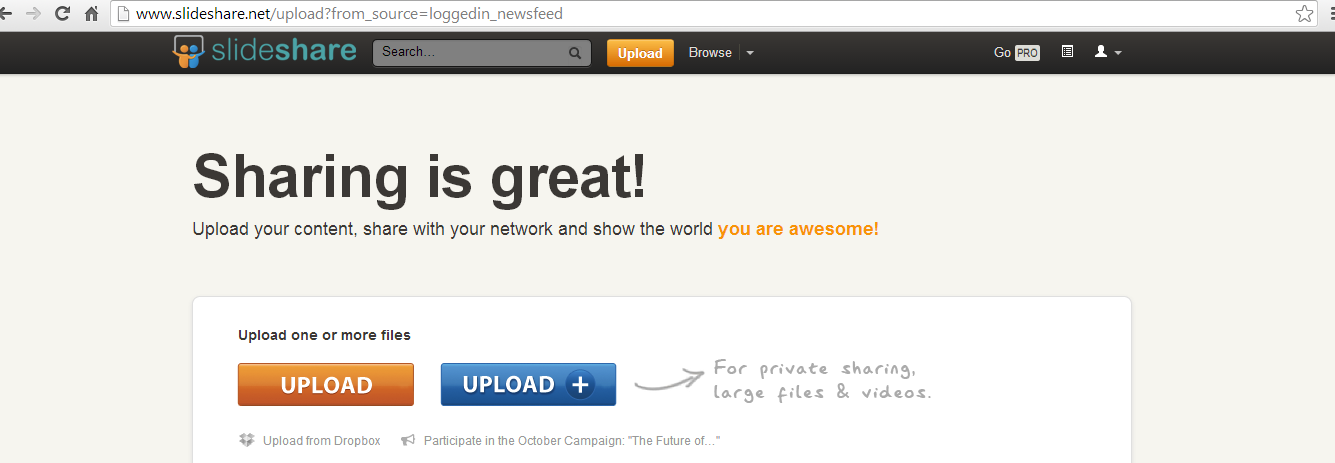 www.slideshare.net/upload?from_source=loggedin_newsfeed
slideshare Search... Upload Browse Go PRO
Sharing is great!
Upload your content, share with your network and show the world you are awesome!
Upload one or more files
UPLOAD UPLOAD + For private sharing,
large files & videos.
Upload from Dropbox Participate in the October Campaign: "The Future of..."